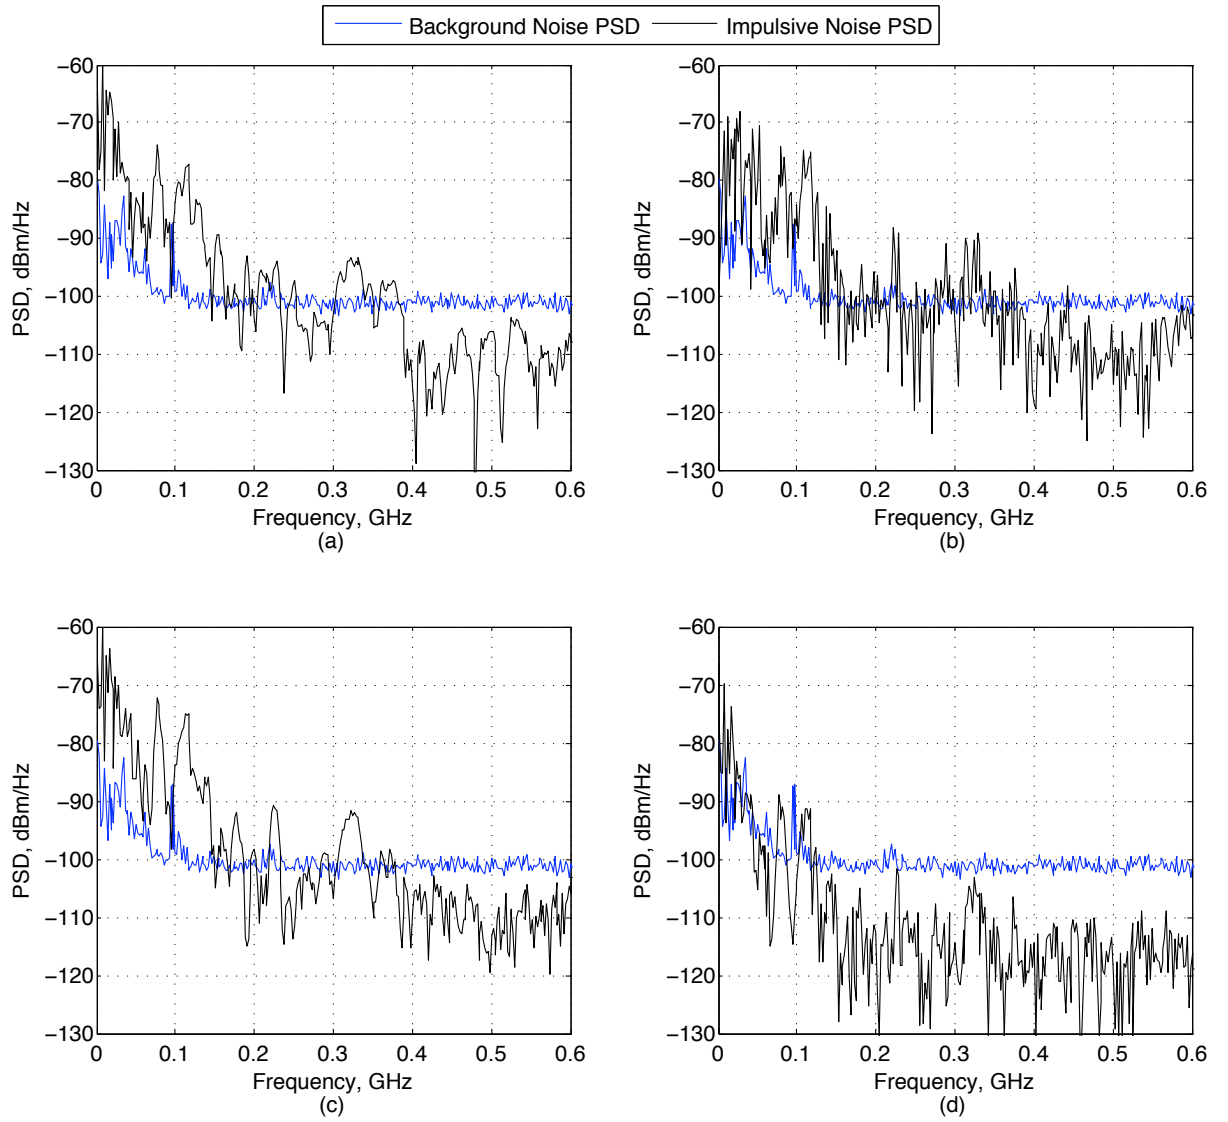 Background Noise PSD Impulsive Noise PSD
−60
−70
−80
−90
−100
−110
−120
−130
PSD, dBm/Hz
0 0.1 0.2 0.3 0.4 0.5 0.6
Frequency, GHz
(a)
−60
−70
−80
−90
−100
−110
−120
−130
PSD, dBm/Hz
0 0.1 0.2 0.3 0.4 0.5 0.6
Frequency, GHz
(b)
−60
−70
−80
−90
−100
−110
−120
−130
PSD, dBm/Hz
0 0.1 0.2 0.3 0.4 0.5 0.6
Frequency, GHz
(c)
−60
−70
−80
−90
−100
−110
−120
−130
PSD, dBm/Hz
0 0.1 0.2 0.3 0.4 0.5 0.6
Frequency, GHz
(d)